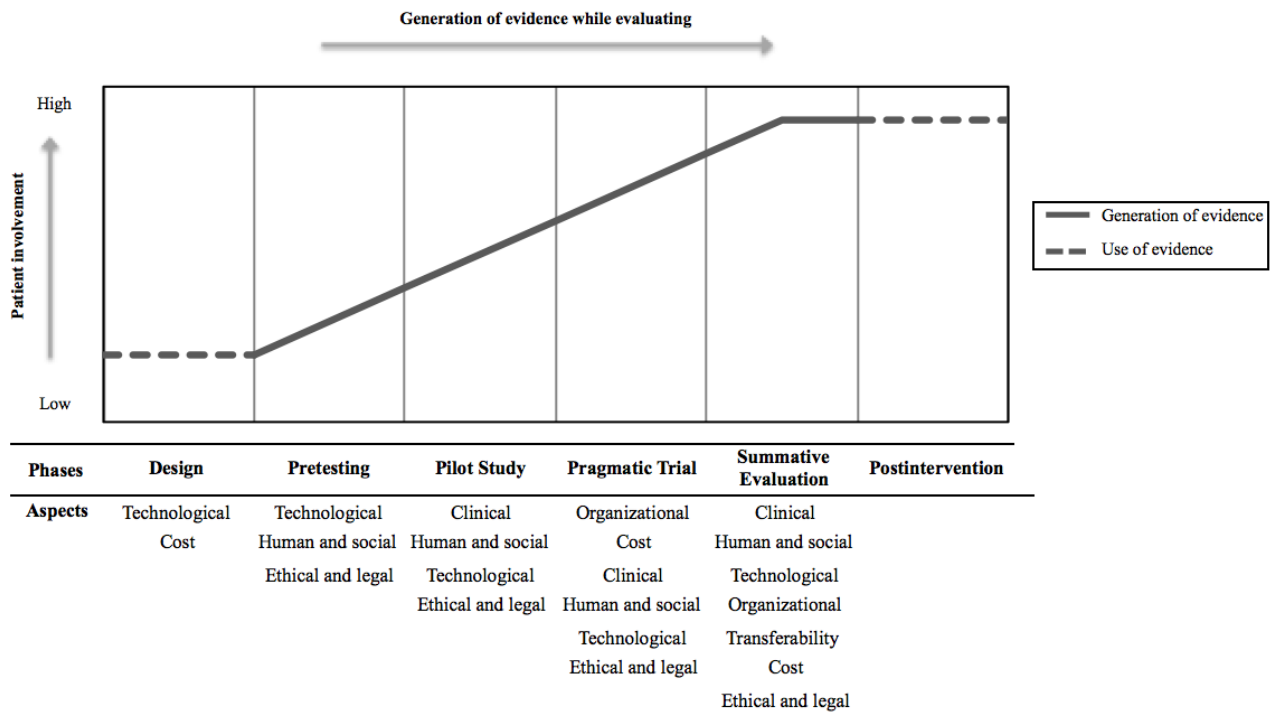 Generation of evidence while evaluating
High
Patient involvement
Low
Generation of evidence
Use of evidence
Phases Design Pretesting Pilot Study Pragmatic Trial Summative Evaluation Postintervention
Aspects Technological Technological Clinical Organizational Clinical
Cost Human and social Human and social Cost Human and social
Ethical and legal Technological Clinical Technological
Ethical and legal Human and social Organizational
Technological Transferability
Ethical and legal Cost
Ethical and legal